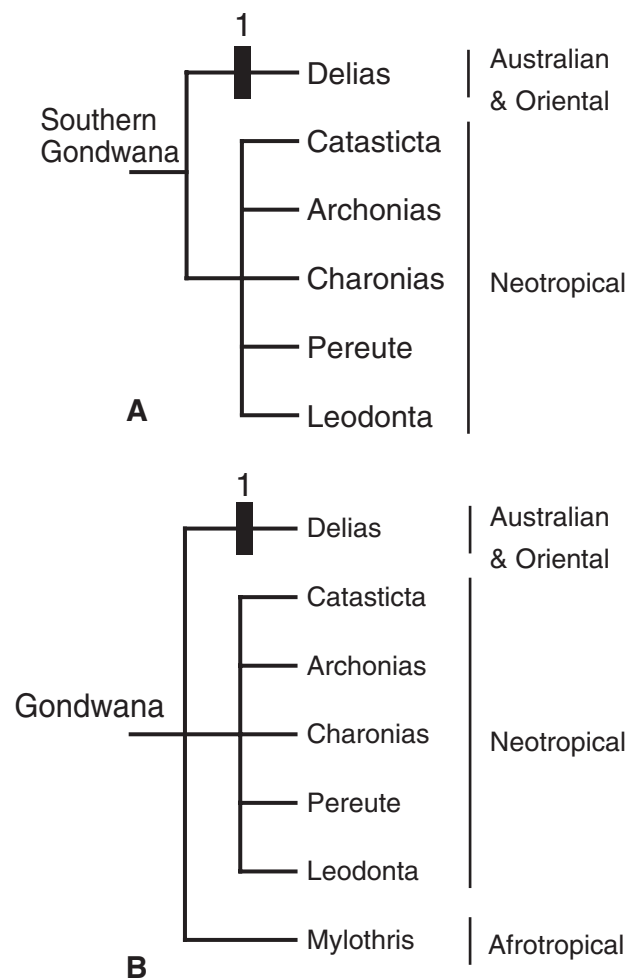 1
Delias
Australian
& Oriental
Southern
Gondwana
Catasticta
Archonias
Charonias
Neotropical
Pereute
Leodonta
A
1
Delias
Australian
& Oriental
Catasticta
Archonias
Gondwana
Charonias
Neotropical
Pereute
Leodonta
Mylothris
Afrotropical
B